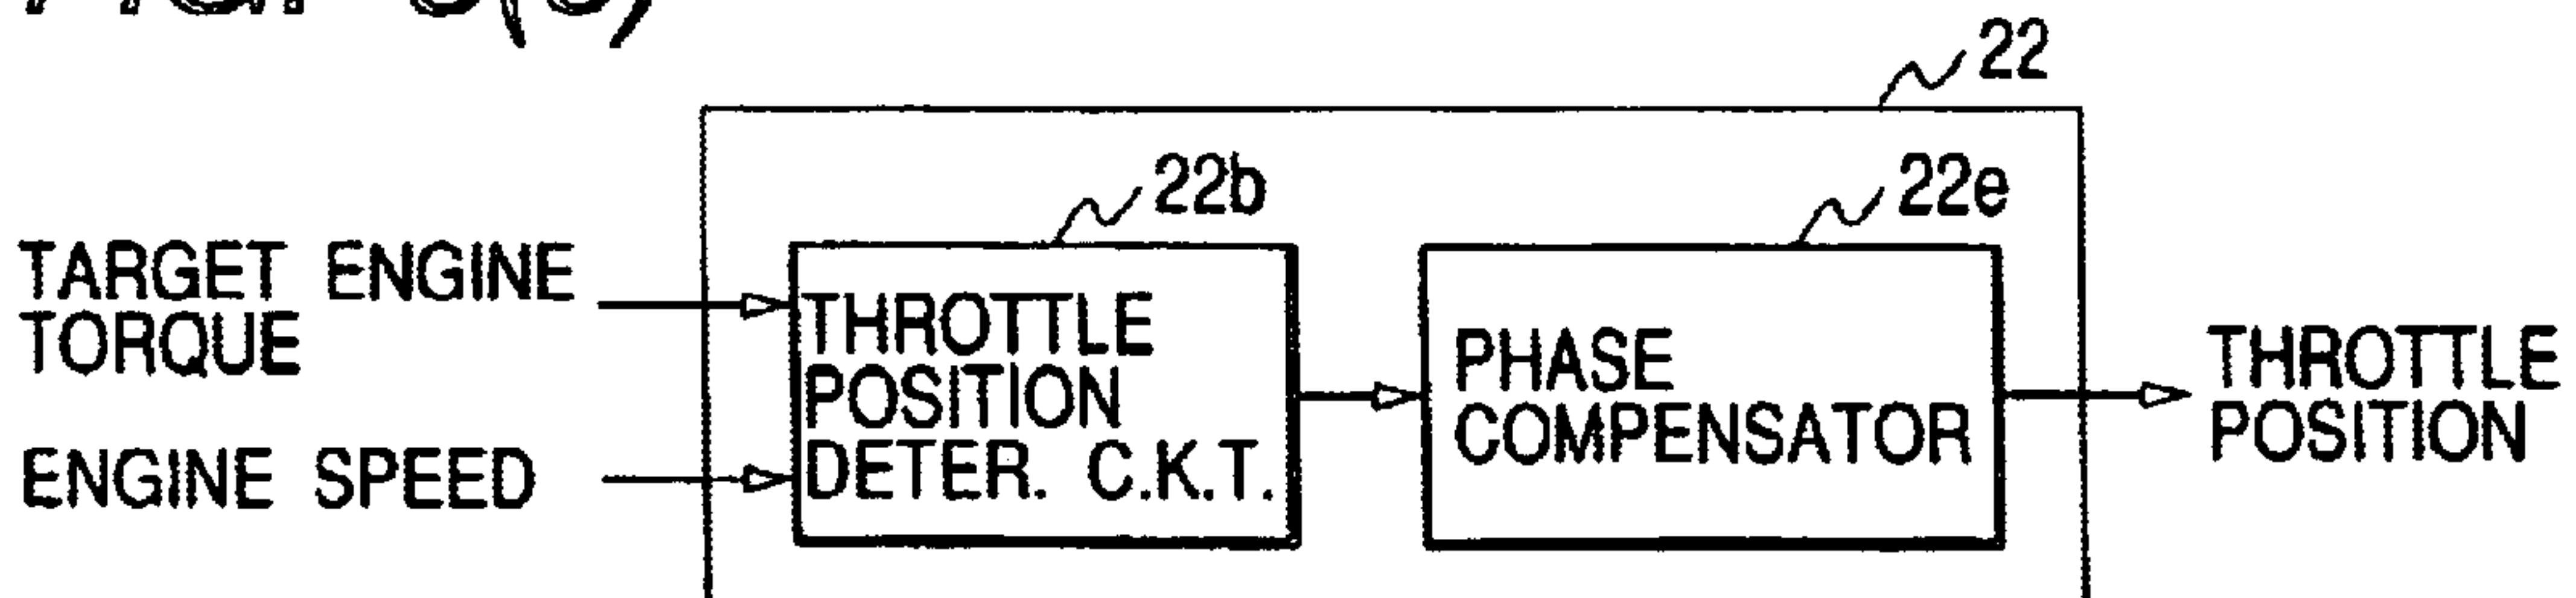 22
22b
22e
TARGET ENGINE
TORQUE
ENGINE SPEED
THROTTLE
POSITION
DETER. C.K.T.
PHASE
COMPENSATOR
THROTTLE
POSITION